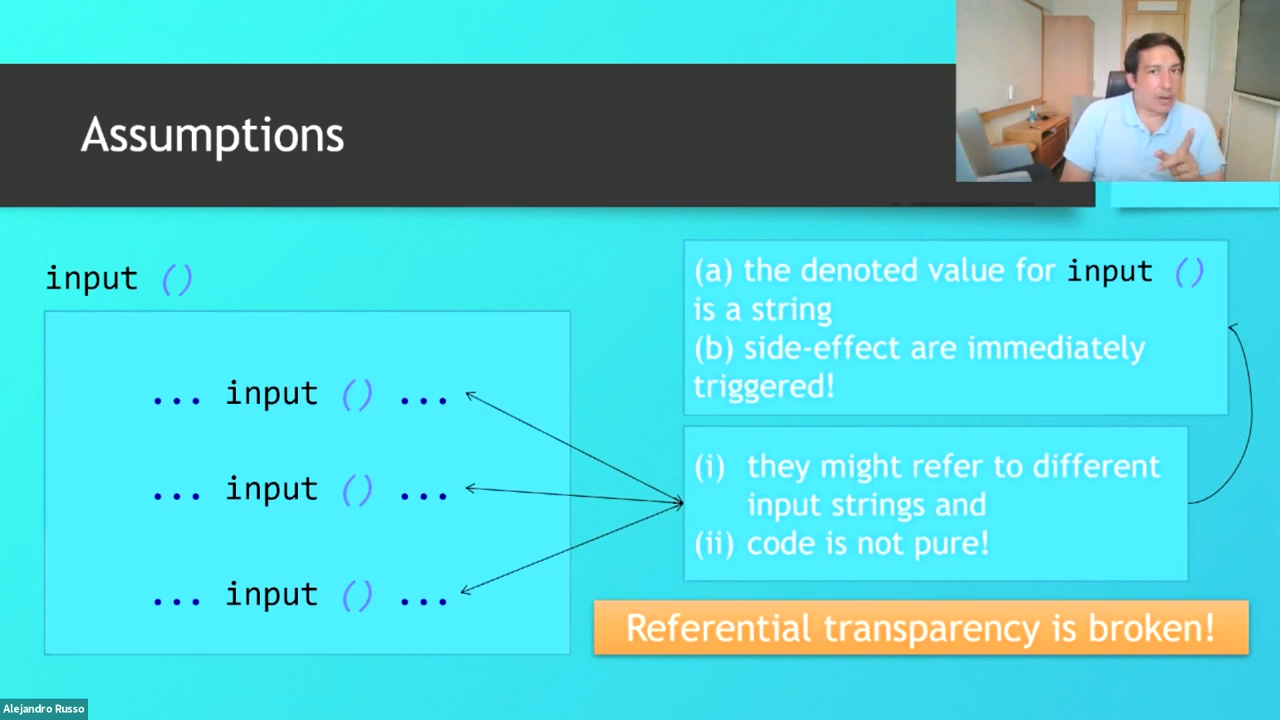 Assumptions
input ()
... input () ...
... input () ...
... input () ...
(a) the denoted value for input ()
is a string
(b) side-effect are immediately
triggered!
(i) they might refer to different
input strings and
(ii) code is not pure!
Referential transparency is broken!
Alejandro Russo